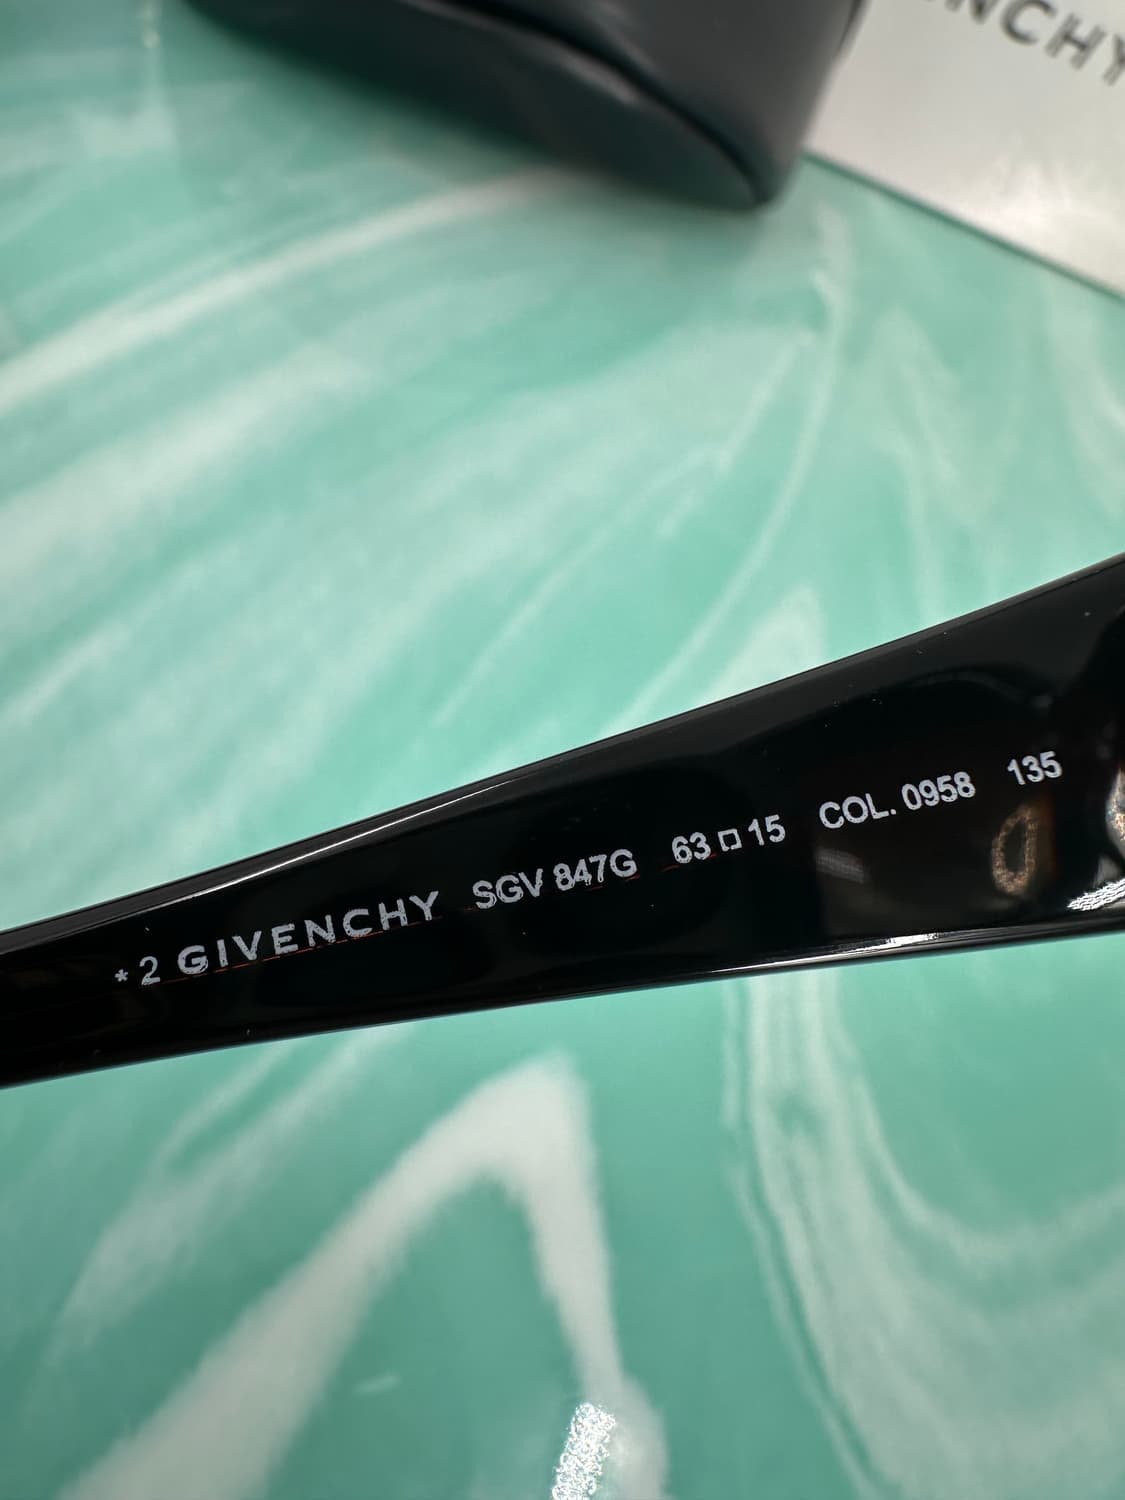 NCHY
* 2 GIVENCHY SGV 847G 63 □ 15 COL. 0958 135